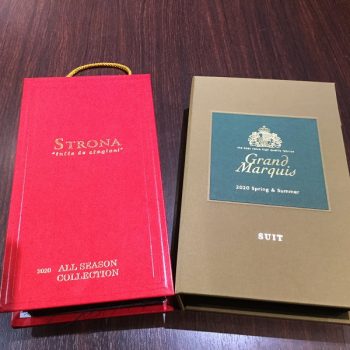 STRONA
"tutte le stagioni"
2020 ALL SEASON
COLLECTION
Grand
Marquis
2020 Spring & Summer
SUIT